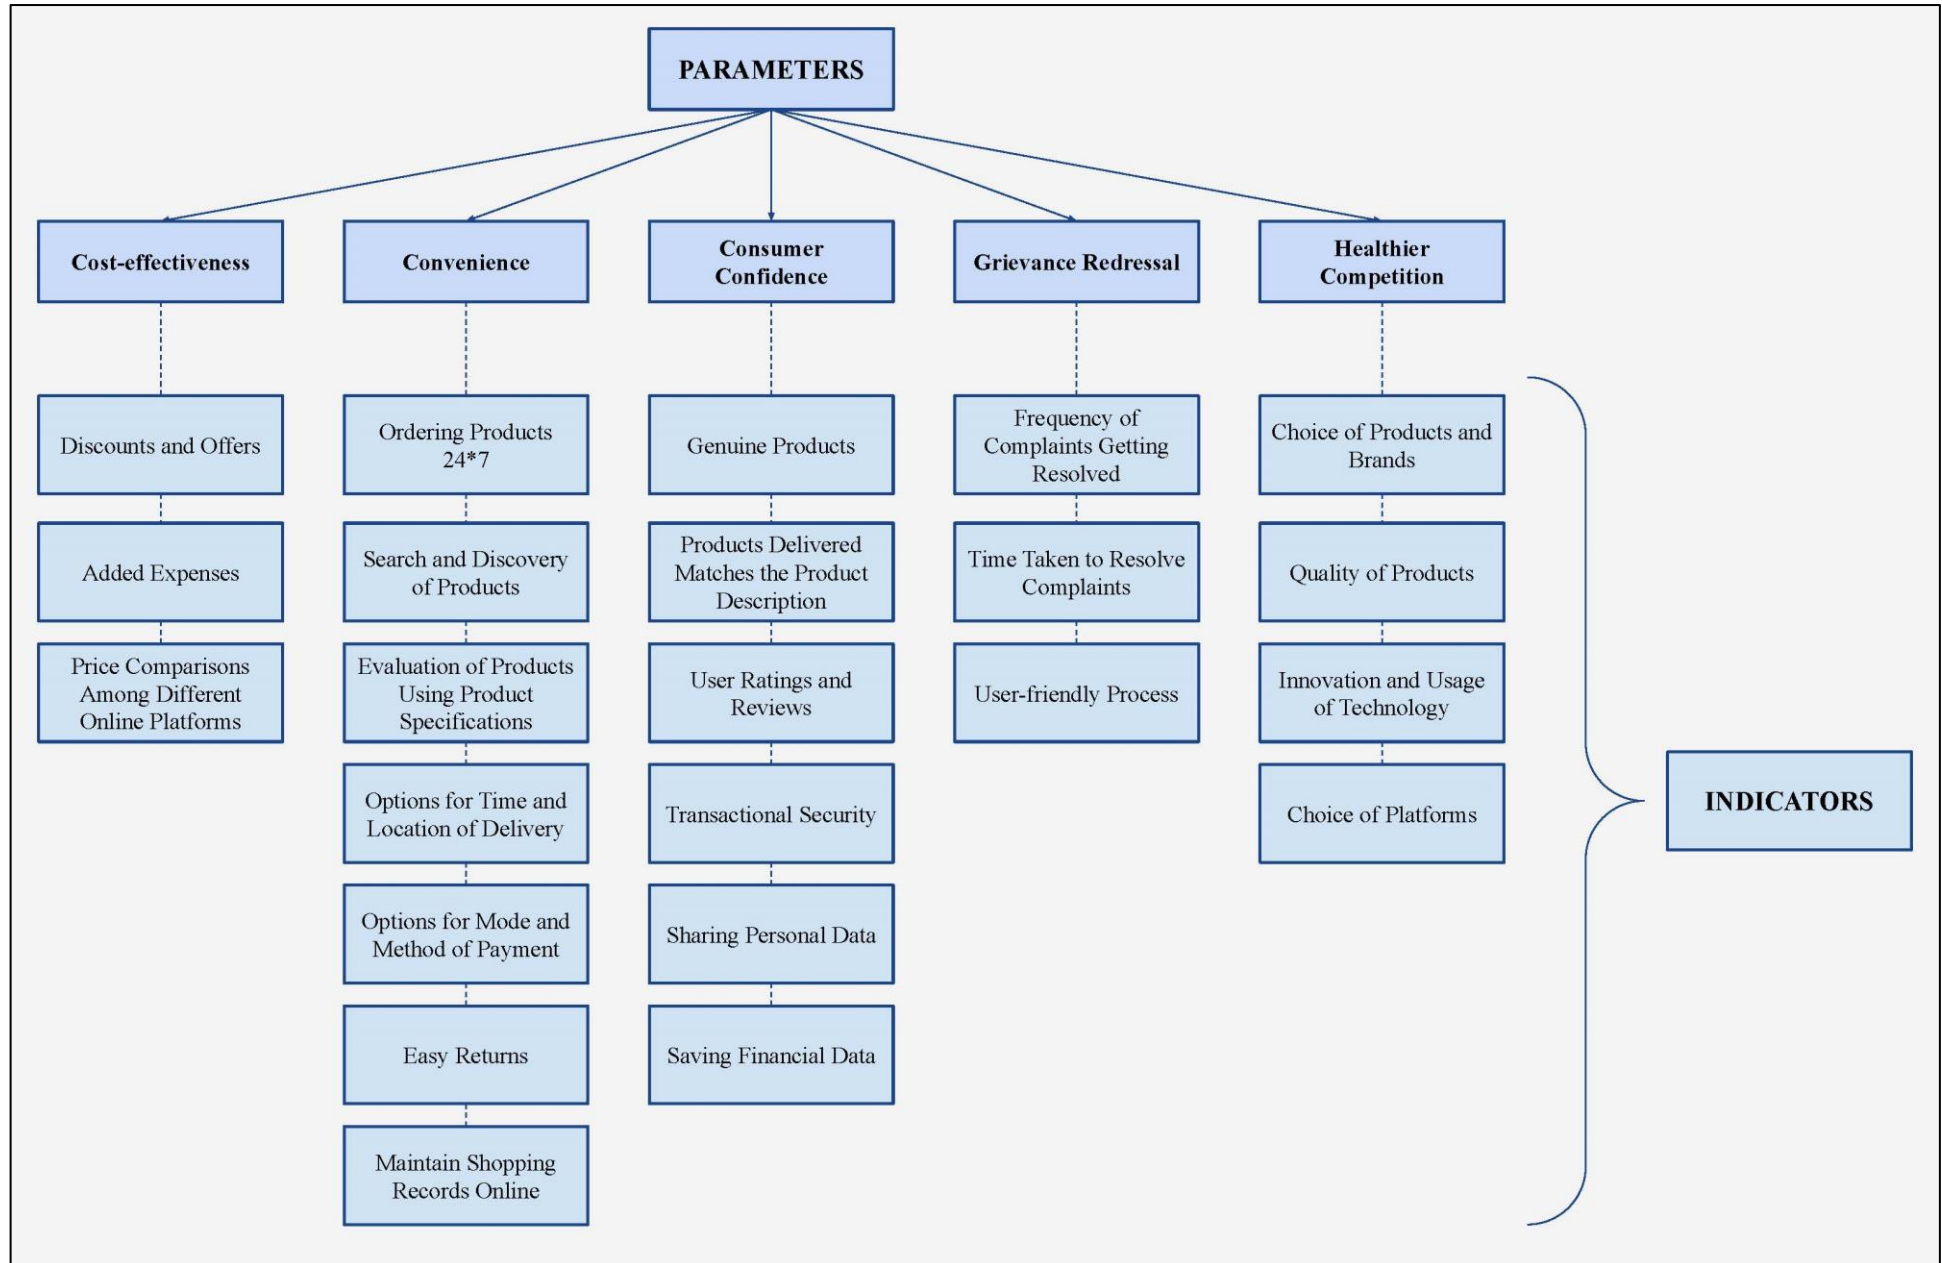 PARAMETERS
Cost-effectiveness
Convenience
Consumer
Confidence
Grievance Redressal
Healthier
Competition
Discounts and Offers
Added Expenses
Price Comparisons
Among Different
Online Platforms
Ordering Products
24*7
Search and Discovery
of Products
Evaluation of Products
Using Product
Specifications
Options for Time and
Location of Delivery
Options for Mode and
Method of Payment
Easy Returns
Maintain Shopping
Records Online
Genuine Products
Products Delivered
Matches the Product
Description
User Ratings and
Reviews
Transactional Security
Sharing Personal Data
Saving Financial Data
Frequency of
Complaints Getting
Resolved
Time Taken to Resolve
Complaints
User-friendly Process
Choice of Products and
Brands
Quality of Products
Innovation and Usage
of Technology
Choice of Platforms
INDICATORS